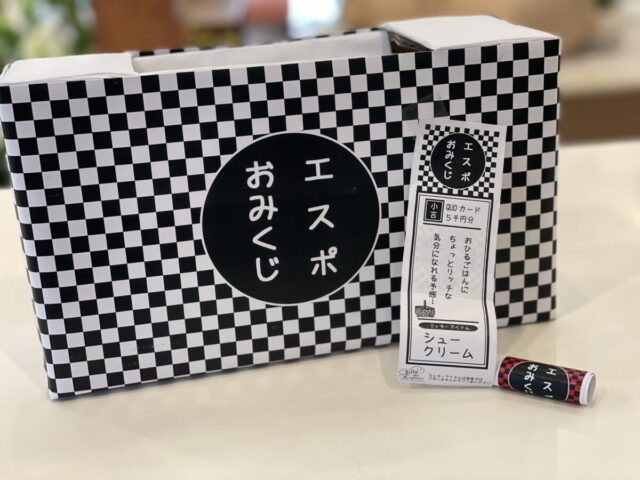 エスポ
おみくじ
エスポ
おみくじ
小吉
QUOカード
5千円分
おひるごはんに
ちょっとリッチな
気分になれる予感！
ラッキーアイテム
シュー
クリーム
エスポ
おみくじ